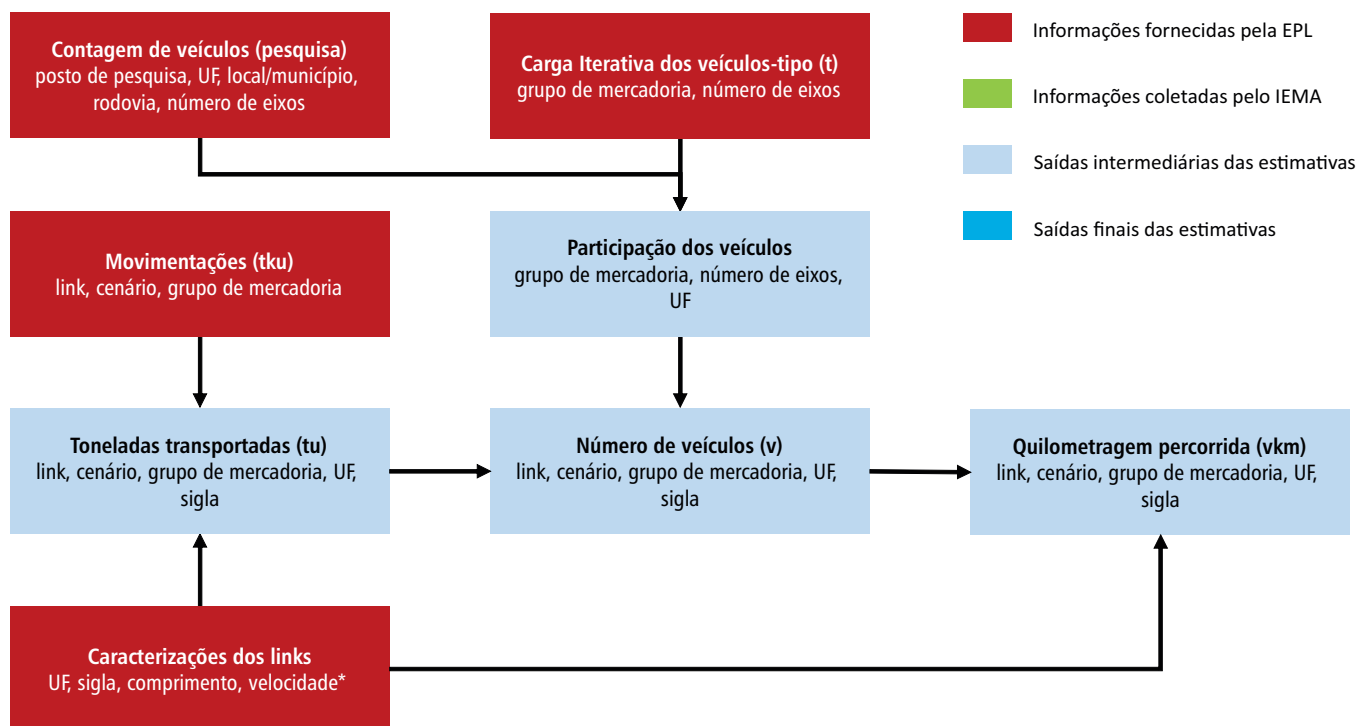 Contagem de veículos (pesquisa)
posto de pesquisa, UF, local/município,
rodovia, número de eixos
Carga Iterativa dos veículos-tipo (t)
grupo de mercadoria, número de eixos
Informações fornecidas pela EPL
Informações coletadas pelo IEMA
Saídas intermediárias das estimativas
Saídas finais das estimativas
Movimentações (tku)
link, cenário, grupo de mercadoria
Participação dos veículos
grupo de mercadoria, número de eixos,
UF
Toneladas transportadas (tu)
link, cenário, grupo de mercadoria, UF,
sigla
Número de veículos (v)
link, cenário, grupo de mercadoria, UF,
sigla
Quilometragem percorrida (vkm)
link, cenário, grupo de mercadoria, UF,
sigla
Caracterizações dos links
UF, sigla, comprimento, velocidade*